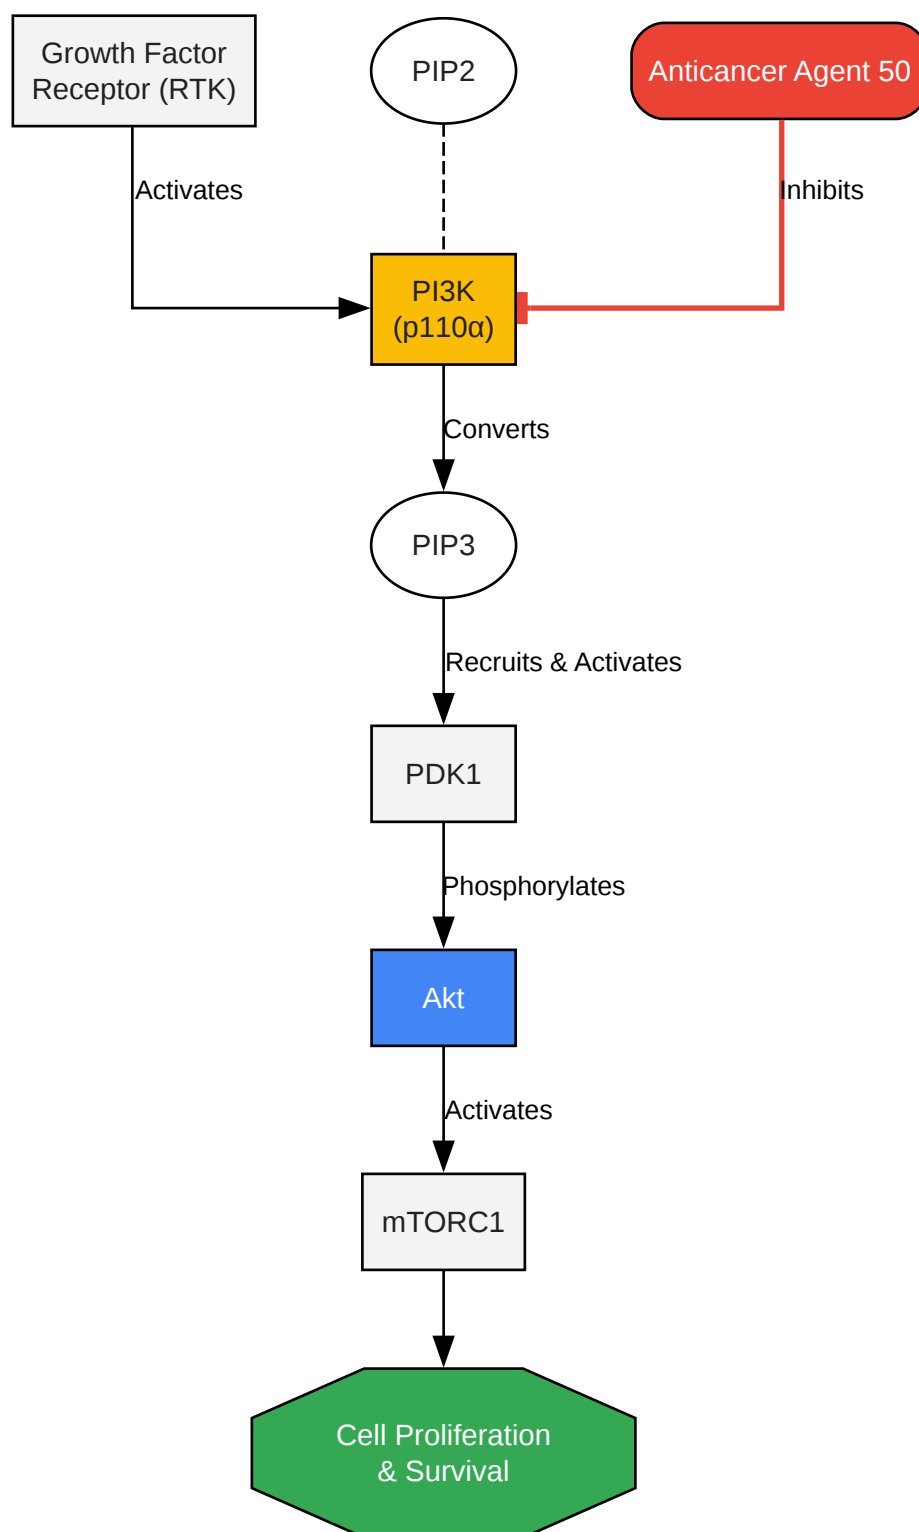 Growth Factor
Receptor (RTK)
PIP2
Anticancer Agent 50
Activates
Inhibits
PI3K
(p110α)
Converts
PIP3
Recruits & Activates
PDK1
Phosphorylates
Akt
Activates
mTORC1
Cell Proliferation
& Survival